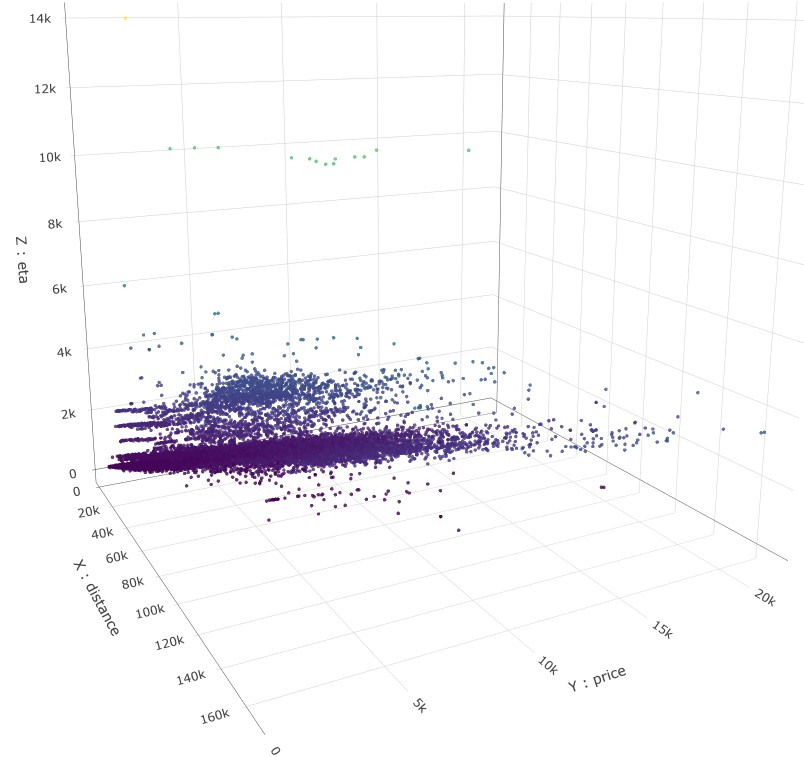 14k
12k
10k
8k
6k
4k
2k
0
Z : eta
0
20k
40k
60k
80k
100k
120k
140k
160k
X : distance
0
5k
10k
15k
20k
Y : price